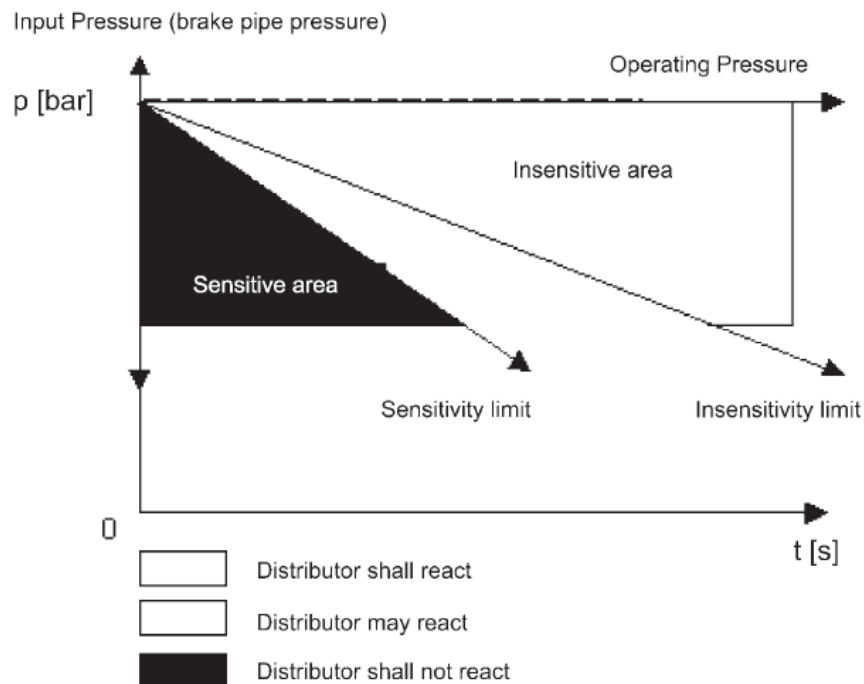 Input Pressure (brake pipe pressure)
Operating Pressure
p [bar]
Insensitive area
Sensitive area
Sensitivity limit
Insensitivity limit
0
t [s]
Distributor shall react
Distributor may react
Distributor shall not react